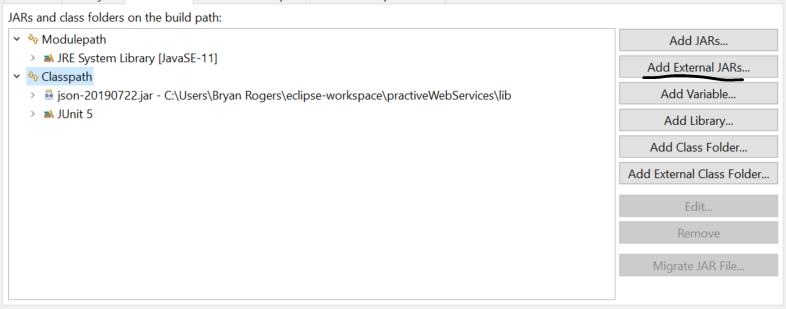 JARs and class folders on the build path:
Modulepath
JRE System Library [JavaSE-11]
Classpath
json-20190722.jar - C:\Users\Bryan Rogers\eclipse-workspace\practiveWebServices\lib
JUnit 5
Add JARs...
Add External JARs...
Add Variable...
Add Library...
Add Class Folder...
Add External Class Folder...
Edit...
Remove
Migrate JAR File...